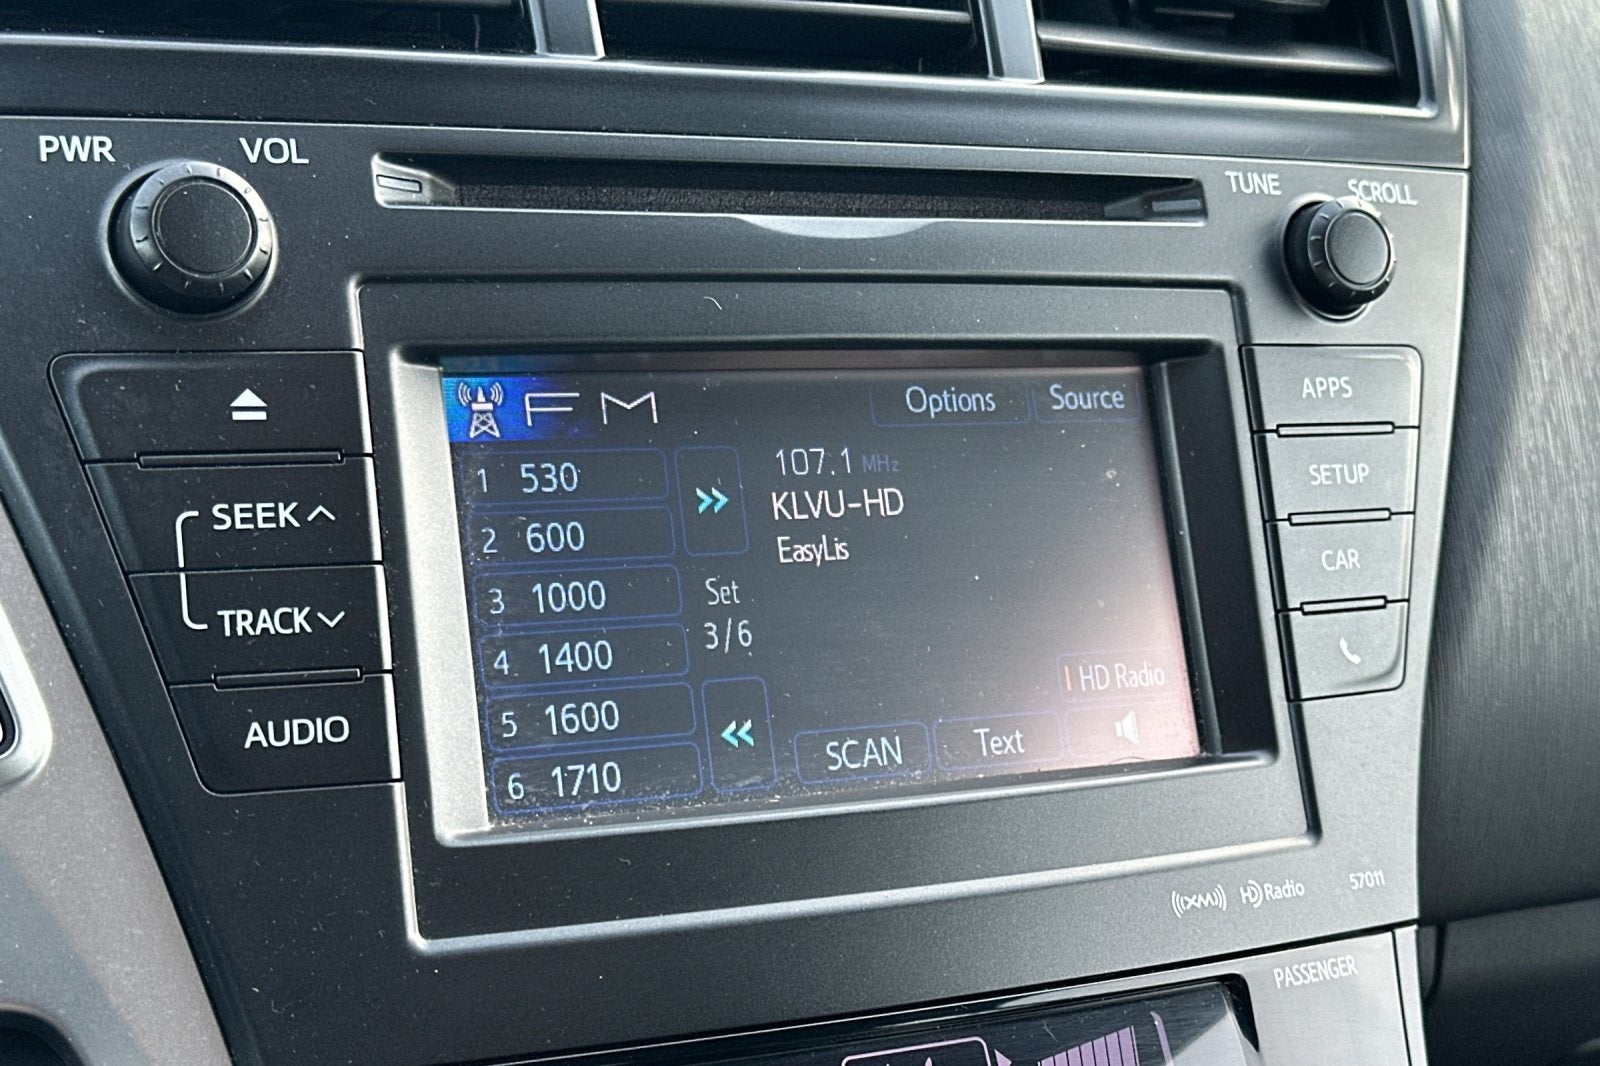 PWR VOL
TUNE SCROLL
FM Options Source
1 530
2 600
3 1000
4 1400
5 1600
6 1710
»
Set
3/6
«
107.1 MHz
KLVU-HD
EasyLis
HD Radio
SCAN Text
SEEK
TRACK
AUDIO
APPS
SETUP
CAR
((XM)) HD Radio 57011
PASSENGER